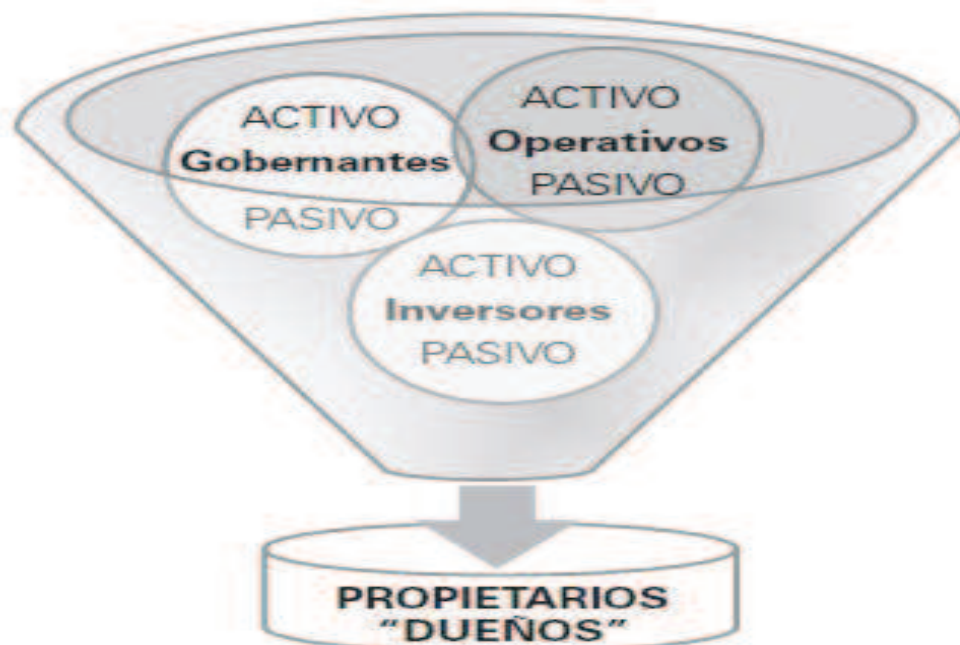 ACTIVO
Gobernantes
PASIVO
ACTIVO
Operativos
PASIVO
ACTIVO
Inversores
PASIVO
PROPIETARIOS
“DUEÑOS”